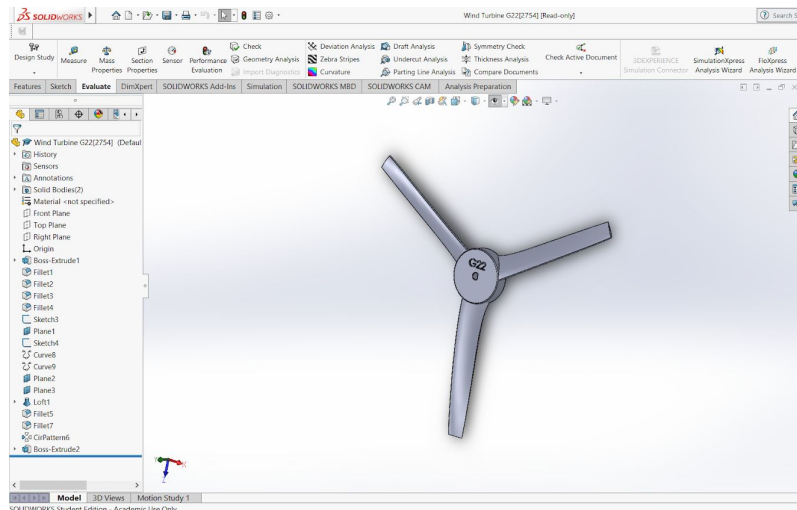 SOLIDWORKS
Wind Turbine G22[2754] [Read-only]
Search S
Design Study
Measure
Mass Properties
Section Properties
Sensor
Performance Evaluation
Check
Geometry Analysis
Import Diagnostics
Deviation Analysis
Zebra Stripes
Curvature
Draft Analysis
Undercut Analysis
Parting Line Analysis
Symmetry Check
Thickness Analysis
Compare Documents
Check Active Document
3DEXPERIENCE Simulation Connector
SimulationXpress Analysis Wizard
FloXpress Analysis Wizard
Features Sketch Evaluate DimXpert SOLIDWORKS Add-Ins Simulation SOLIDWORKS MBD SOLIDWORKS CAM Analysis Preparation
Wind Turbine G22[2754] (Defaul
History
Sensors
Annotations
Solid Bodies(2)
Material <not specified>
Front Plane
Top Plane
Right Plane
Origin
Boss-Extrude1
Fillet1
Fillet2
Fillet3
Fillet4
Sketch3
Plane1
Sketch4
Curve8
Curve9
Plane2
Plane3
Loft1
Fillet5
Fillet7
CirPattern6
Boss-Extrude2
G22
X
Z
Model 3D Views Motion Study 1
SOLIDWORKS Student Edition - Academic Use Only